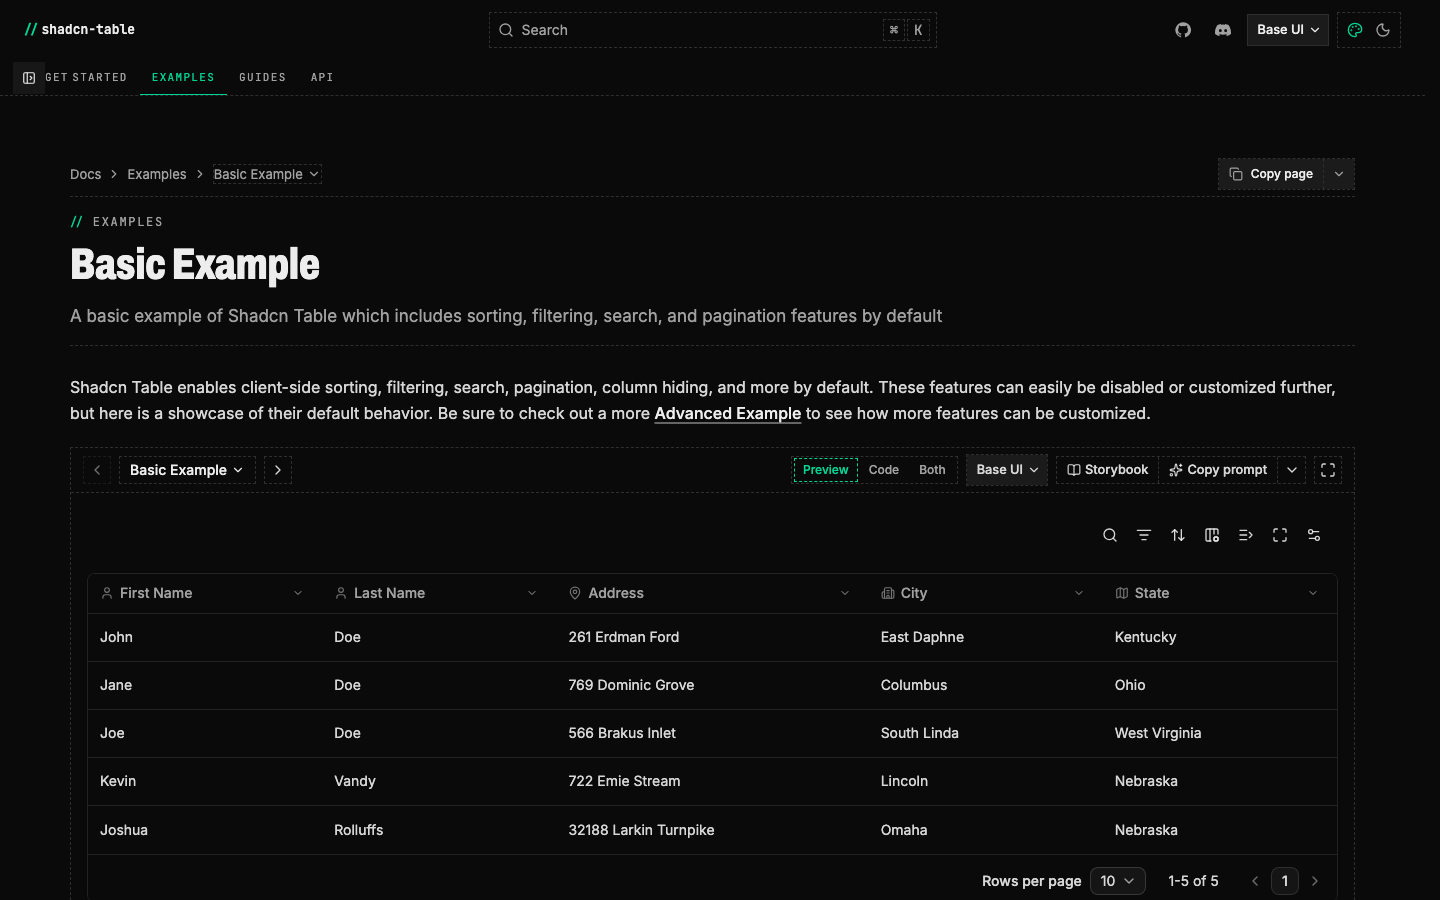 // shadcn-table
Search
⌘ K
Base UI
GET STARTED
EXAMPLES
GUIDES
API
Docs > Examples > Basic Example
Copy page
// EXAMPLES
Basic Example
A basic example of Shadcn Table which includes sorting, filtering, search, and pagination features by default
Shadcn Table enables client-side sorting, filtering, search, pagination, column hiding, and more by default. These features can easily be disabled or customized further,
but here is a showcase of their default behavior. Be sure to check out a more Advanced Example to see how more features can be customized.
Basic Example
Preview Code Both
Base UI
Storybook
Copy prompt
First Name Last Name Address City State
John Doe 261 Erdman Ford East Daphne Kentucky
Jane Doe 769 Dominic Grove Columbus Ohio
Joe Doe 566 Brakus Inlet South Linda West Virginia
Kevin Vandy 722 Emie Stream Lincoln Nebraska
Joshua Rolluffs 32188 Larkin Turnpike Omaha Nebraska
Rows per page 10 1-5 of 5 1